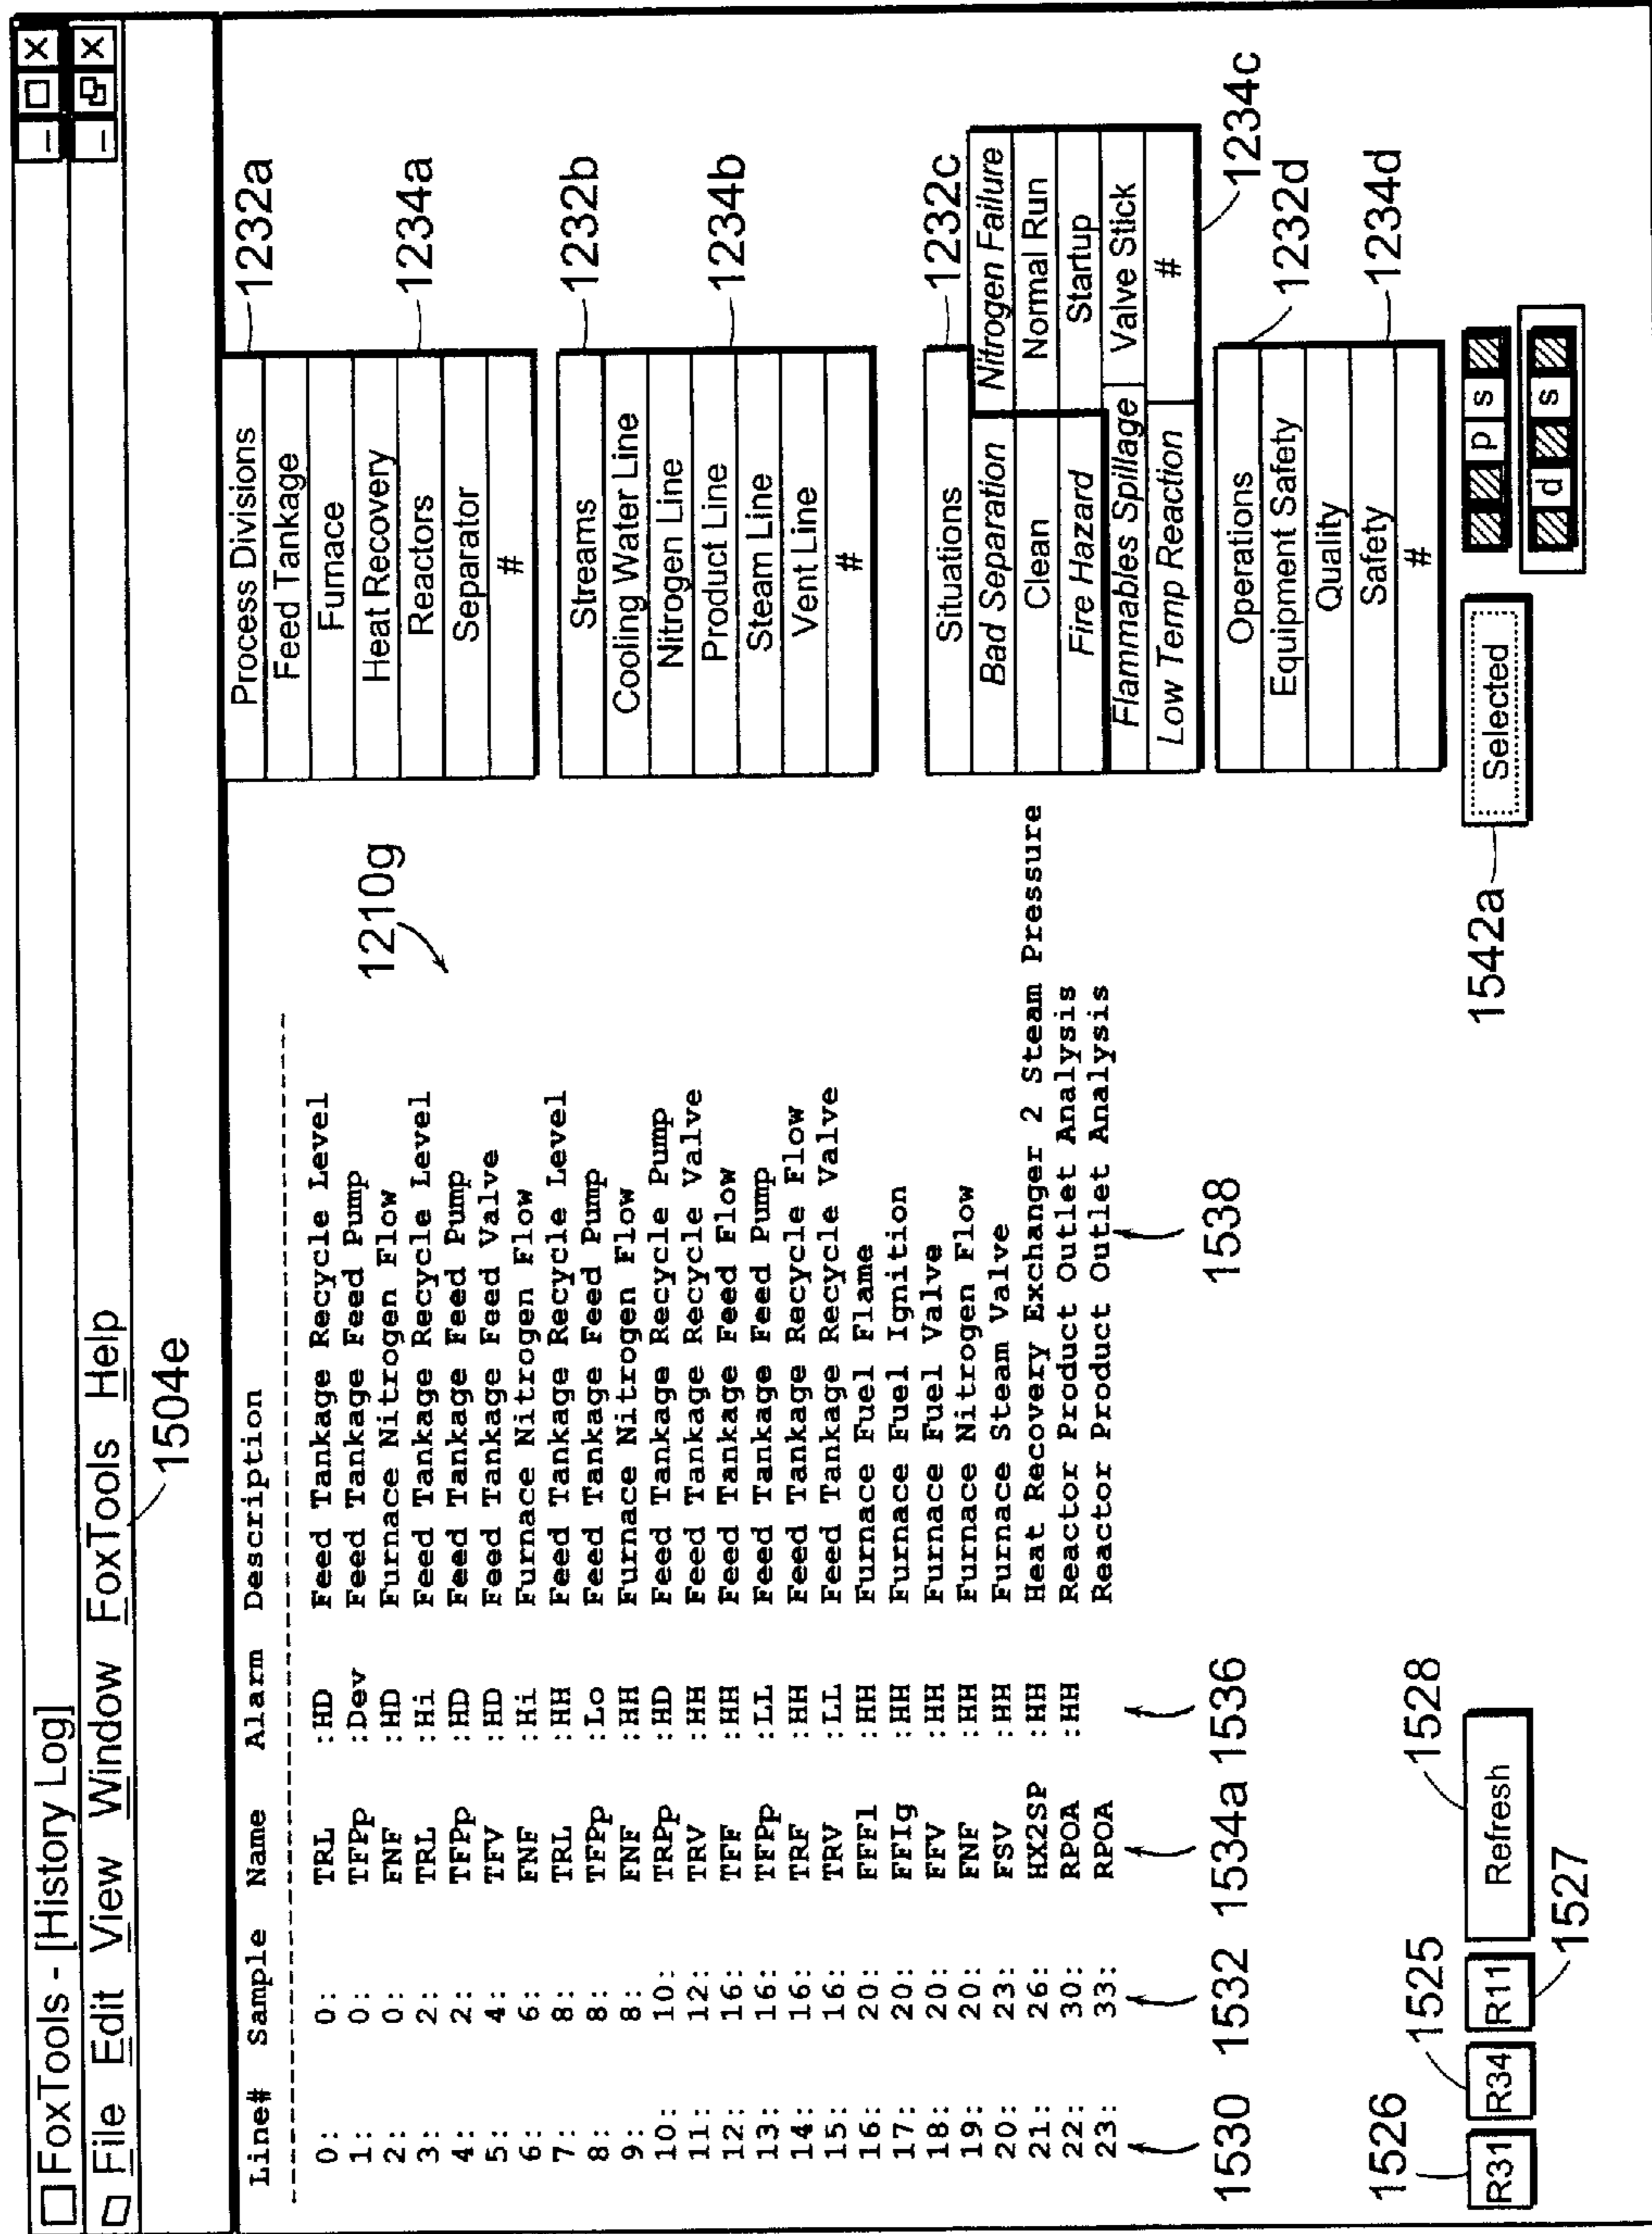 FoxTools - [History Log]
File Edit View Window FoxTools Help
1504e
Line# Sample Name Alarm Description
0: 0: TRL :HD Feed Tankage Recycle Level
1: 0: TFPp :Dev Feed Tankage Feed Pump
2: 0: FNF :HD Furnace Nitrogen Flow
3: 2: TRL :Hi Feed Tankage Recycle Level
4: 2: TFPp :HD Feed Tankage Feed Pump
5: 4: TFV :HD Feed Tankage Feed Valve
6: 6: FNF :Hi Furnace Nitrogen Flow
7: 8: TRL :HH Feed Tankage Recycle Level
8: 8: TFPp :Lo Feed Tankage Feed Pump
9: 8: FNF :HH Furnace Nitrogen Flow
10: 10: TRPp :HD Feed Tankage Recycle Pump
11: 12: TRV :HH Feed Tankage Recycle Valve
12: 16: TFF :HH Feed Tankage Feed Flow
13: 16: TFPp :LL Feed Tankage Feed Pump
14: 16: TRF :HH Feed Tankage Recycle Flow
15: 16: TRV :LL Feed Tankage Recycle Valve
16: 20: FFFl :HH Furnace Fuel Flame
17: 20: FFIg :HH Furnace Fuel Ignition
18: 20: FFV :HH Furnace Fuel Valve
19: 20: FNF :HH Furnace Nitrogen Flow
20: 23: FSV :HH Furnace Steam Valve
21: 26: HX2SP :HH Heat Recovery Exchanger 2 Steam Pressure
22: 30: RPOA :HH Reactor Product Outlet Analysis
23: 33: RPOA Reactor Product Outlet Analysis
1530 1532 1534a 1536 1538
1210g
Process Divisions
1232a
Feed Tankage
Furnace
Heat Recovery
Reactors
1234a
Separator
#
Streams
1232b
Cooling Water Line
Nitrogen Line
Product Line
1234b
Steam Line
Vent Line
#
Situations
1232c
Bad Separation Nitrogen Failure
Clean Normal Run
Fire Hazard Startup
Flammables Spillage Valve Stick
Low Temp Reaction #
1234c
Operations
1232d
Equipment Safety
Quality
Safety
1234d
#
1526 1525 1528
R31 R34 R11 Refresh
1527
1542a
Selected
p s
d s